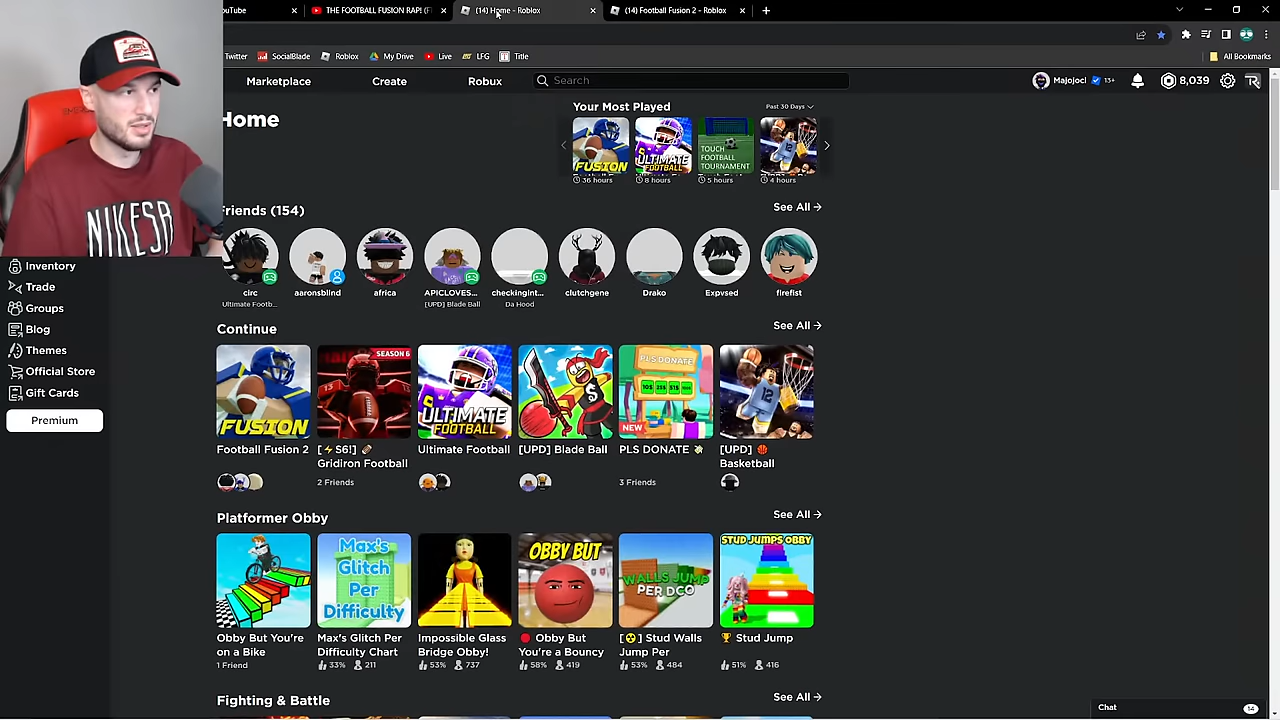 ouTube
THE FOOTBALL FUSION RAP! (F
(14) Home - Roblox
(14) Football Fusion 2 - Roblox
Twitter
SocialBlade
Roblox
My Drive
Live
LFG
Title
All Bookmarks
Marketplace
Create
Robux
Search
Majojocl
13+
8,039
Home
Your Most Played
Past 30 Days
FUSION
ULTIMATE
FOOTBALL
TOUCH
FOOTBALL
TOURNAMENT
36 hours
8 hours
5 hours
4 hours
Friends (154)
See All
NIKESB
circ
aaronsblind
africa
APICLOVES...
checkingint...
clutchgene
Drako
Expvsed
firefist
Ultimate Footb...
[UPD] Blade Ball
Da Hood
Inventory
Trade
Groups
Blog
Themes
Official Store
Gift Cards
Premium
Continue
See All
FUSION
SEASON 6
ULTIMATE
FOOTBALL
PLS DONATE
NEW
12
Football Fusion 2
[⚡S6!] 🏈
Gridiron Football
Ultimate Football
[UPD] Blade Ball
PLS DONATE 💸
[UPD] 🏀
Basketball
2 Friends
3 Friends
Platformer Obby
See All
Max's
Glitch
Per
Difficulty
OBBY BUT
WALLS JUMP
PER DCO
STUD JUMPS OBBY
Obby But You're
on a Bike
Max's Glitch Per
Difficulty Chart
Impossible Glass
Bridge Obby!
🔴 Obby But
You're a Bouncy
[☢] Stud Walls
Jump Per
🏆 Stud Jump
1 Friend
33% 211
53% 737
58% 419
53% 484
51% 416
Fighting & Battle
See All
Chat
14